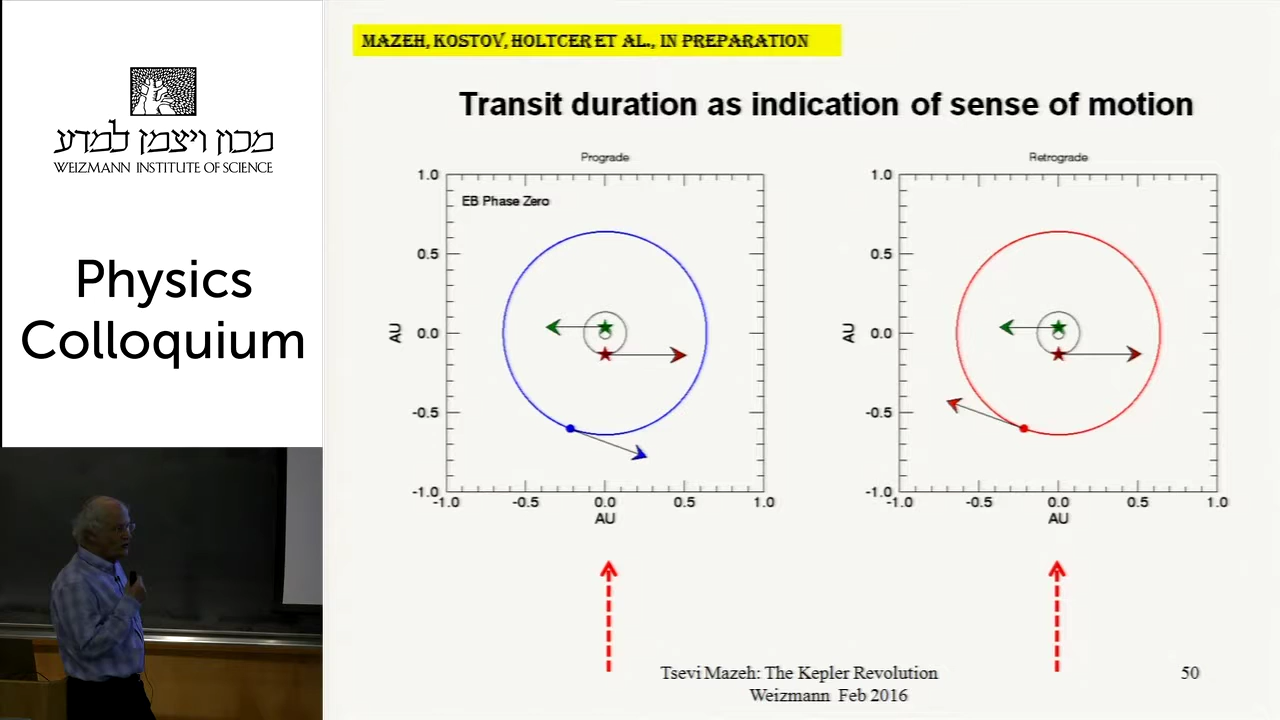 מכון ויצמן למדע
WEIZMANN INSTITUTE OF SCIENCE
Physics
Colloquium
MAZEH, KOSTOV, HOLTCER ET AL., IN PREPARATION
Transit duration as indication of sense of motion
Prograde
EB Phase Zero
1.0
0.5
0.0
-0.5
-1.0
AU
-1.0 -0.5 0.0 0.5 1.0
AU
Retrograde
1.0
0.5
0.0
-0.5
-1.0
AU
-1.0 -0.5 0.0 0.5 1.0
AU
Tsevi Mazeh: The Kepler Revolution
Weizmann Feb 2016
50